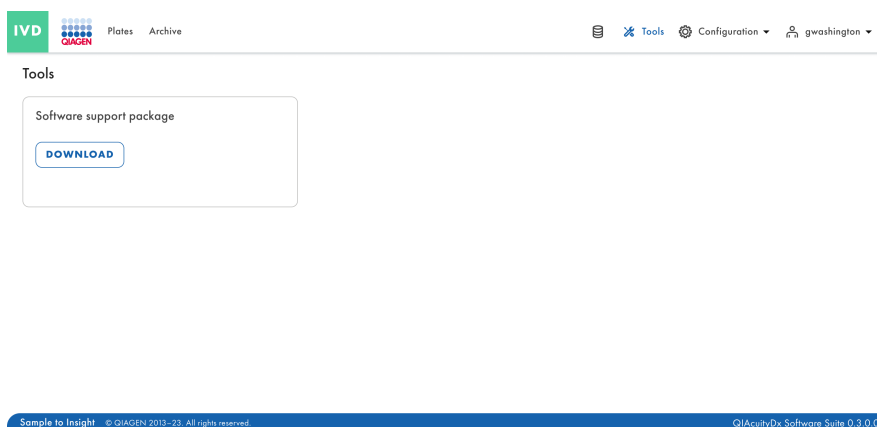 IVD
QIAGEN
Plates Archive
Tools Configuration gwashington
Tools
Software support package
DOWNLOAD
Sample to Insight © QIAGEN 2013–23. All rights reserved.
QIAcuityDx Software Suite 0.3.0.0